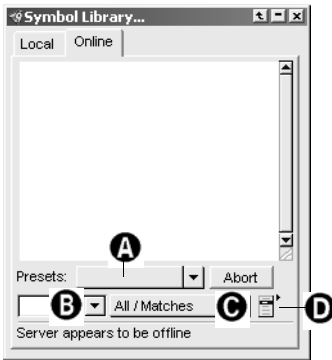 Symbol Library...
Local Online
A
Presets: Abort
B All / Matches C D
Server appears to be offline